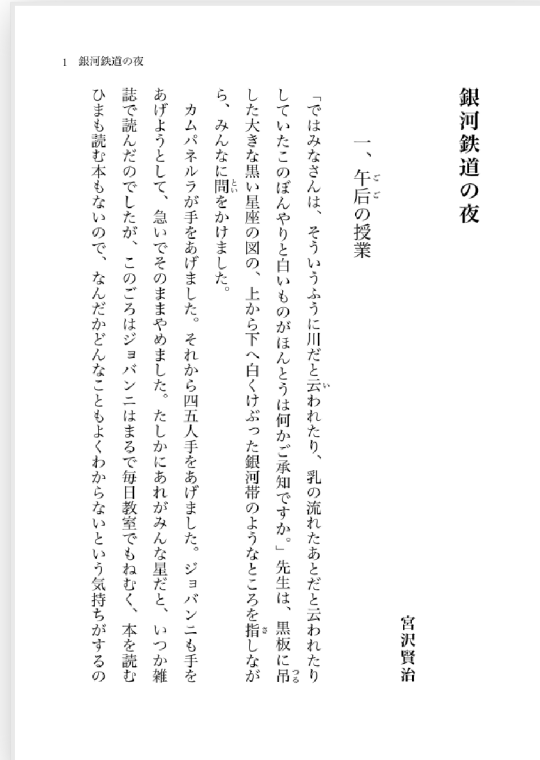 1 銀河鉄道の夜
銀河鉄道の夜
宮沢賢治
一、午后の授業
「ではみなさんは、そういうふうに川だと云われたり、乳の流れたあとだと云われたり
していたこのぼんやりと白いものがほんとうは何かご承知ですか。」先生は、黒板に吊
した大きな黒い星座の図の、上から下へ白くけぶった銀河帯のようなところを指しなが
ら、みんなに問をかけました。
カムパネルラが手をあげました。それから四五人手をあげました。ジョバンニも手を
あげようとして、急いでそのままやめました。たしかにあれがみんな星だと、いつか雑
誌で読んだのでしたが、このごろはジョバンニはまるで毎日教室でもねむく、本を読む
ひまも読む本もないので、なんだかどんなこともよくわからないという気持ちがするの